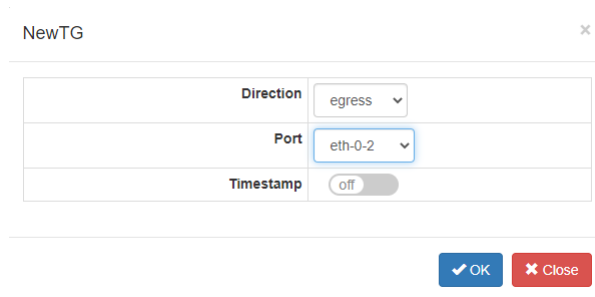 NewTG
×
Direction egress
Port eth-0-2
Timestamp off
OK Close